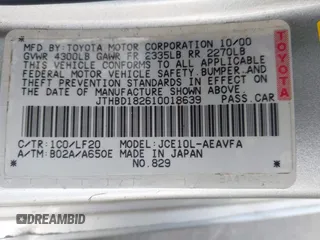 MFD.BY:TOYOTA MOTOR CORPORATION 10/00
GVWR 4300LB GAWR FR 2335LB RR 2270LB
THIS VEHICLE CONFORMS TO ALL APPLICABLE
FEDERAL MOTOR VEHICLE SAFETY,BUMPER,AND
THEFT PREVENTION STANDARDS IN EFFECT ON
THE DATE OF MANUFACTURE SHOWN ABOVE.
JTHBD182610018639 PASS.CAR
TOYOTA
C/TR:1C0/LF20 MODEL:JCE10L-AEAVFA
A/TM:B02A/A650E MADE IN JAPAN
NO.829
DREAMBID